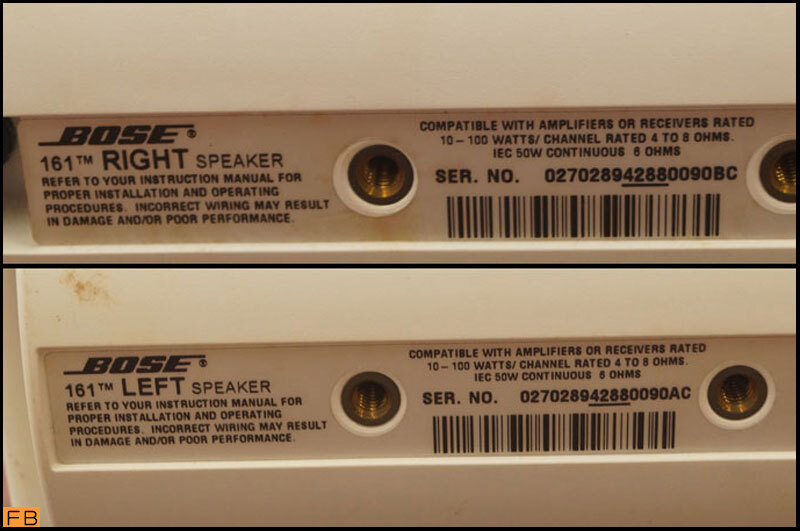 BOSE®
161™ RIGHT SPEAKER
REFER TO YOUR INSTRUCTION MANUAL FOR
PROPER INSTALLATION AND OPERATING
PROCEDURES. INCORRECT WIRING MAY RESULT
IN DAMAGE AND/OR POOR PERFORMANCE.
COMPATIBLE WITH AMPLIFIERS OR RECEIVERS RATED
10 – 100 WATTS/ CHANNEL RATED 4 TO 8 OHMS.
IEC 50W CONTINUOUS 6 OHMS
SER. NO. 027028942880090BC
BOSE®
161™ LEFT SPEAKER
REFER TO YOUR INSTRUCTION MANUAL FOR
PROPER INSTALLATION AND OPERATING
PROCEDURES. INCORRECT WIRING MAY RESULT
IN DAMAGE AND/OR POOR PERFORMANCE.
COMPATIBLE WITH AMPLIFIERS OR RECEIVERS RATED
10 – 100 WATTS/ CHANNEL RATED 4 TO 8 OHMS.
IEC 50W CONTINUOUS 6 OHMS
SER. NO. 027028942880090AC
FB